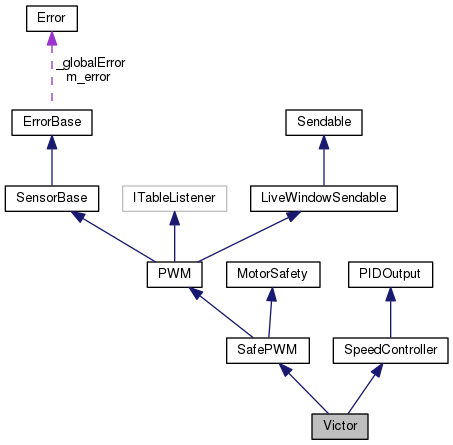 Error
_globalError
m_error
ErrorBase
Sendable
SensorBase
ITableListener
LiveWindowSendable
PWM
MotorSafety
PIDOutput
SafePWM
SpeedController
Victor